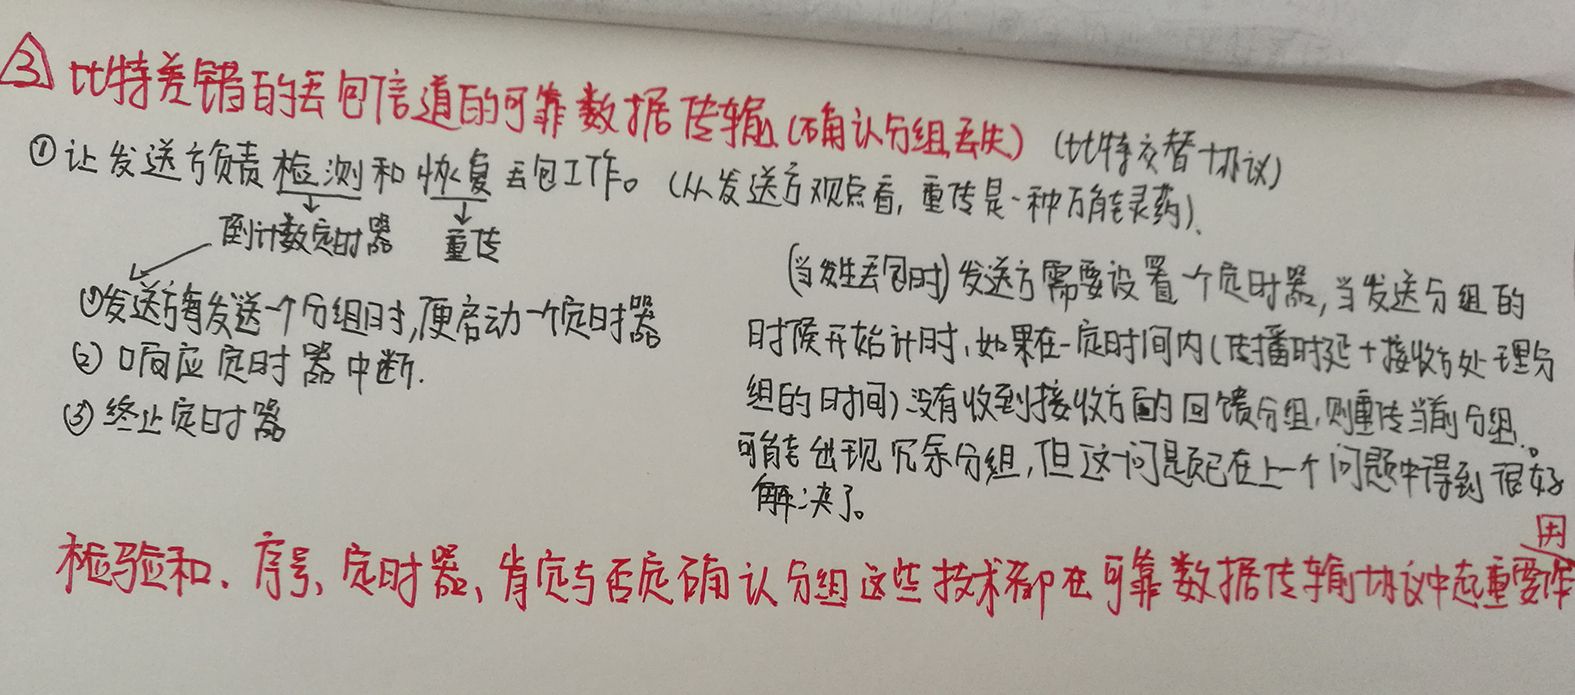 3 比特差错的丢包信道的可靠数据传输(确认分组丢失)(比特交替协议)
①让发送方负责检测和恢复丢包工作。(从发送方观点看,重传是一种万能灵药).
倒计数定时器 重传
①发送方每发送一个分组时,便启动一个定时器
② 响应定时器中断.
③ 终止定时器
(当发生丢包时)发送方需要设置一个定时器,当发送分组的
时候开始计时,如果在一定时间内(传播时延+接收方处理分
组的时间)没有收到接收方面的回馈分组,则重传当前分组.
可能出现冗余分组,但这个问题已在上一个问题中得到很好
解决了。
检验和、序号、定时器、肯定与否定确认分组这些技术都在可靠数据传输协议中起重要作用